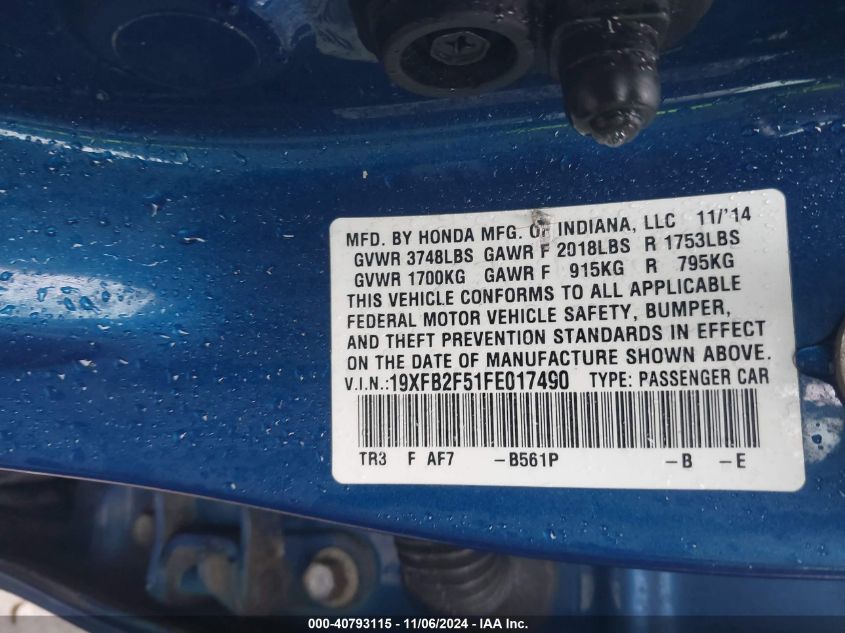 MFD. BY HONDA MFG. OF INDIANA, LLC 11/'14
GVWR 3748LBS GAWR F 2018LBS R 1753LBS
GVWR 1700KG GAWR F 915KG R 795KG
THIS VEHICLE CONFORMS TO ALL APPLICABLE
FEDERAL MOTOR VEHICLE SAFETY, BUMPER,
AND THEFT PREVENTION STANDARDS IN EFFECT
ON THE DATE OF MANUFACTURE SHOWN ABOVE.
V.I.N.:19XFB2F51FE017490 TYPE: PASSENGER CAR
TR3 F AF7 -B561P -B -E
000-40793115 - 11/06/2024 - IAA Inc.